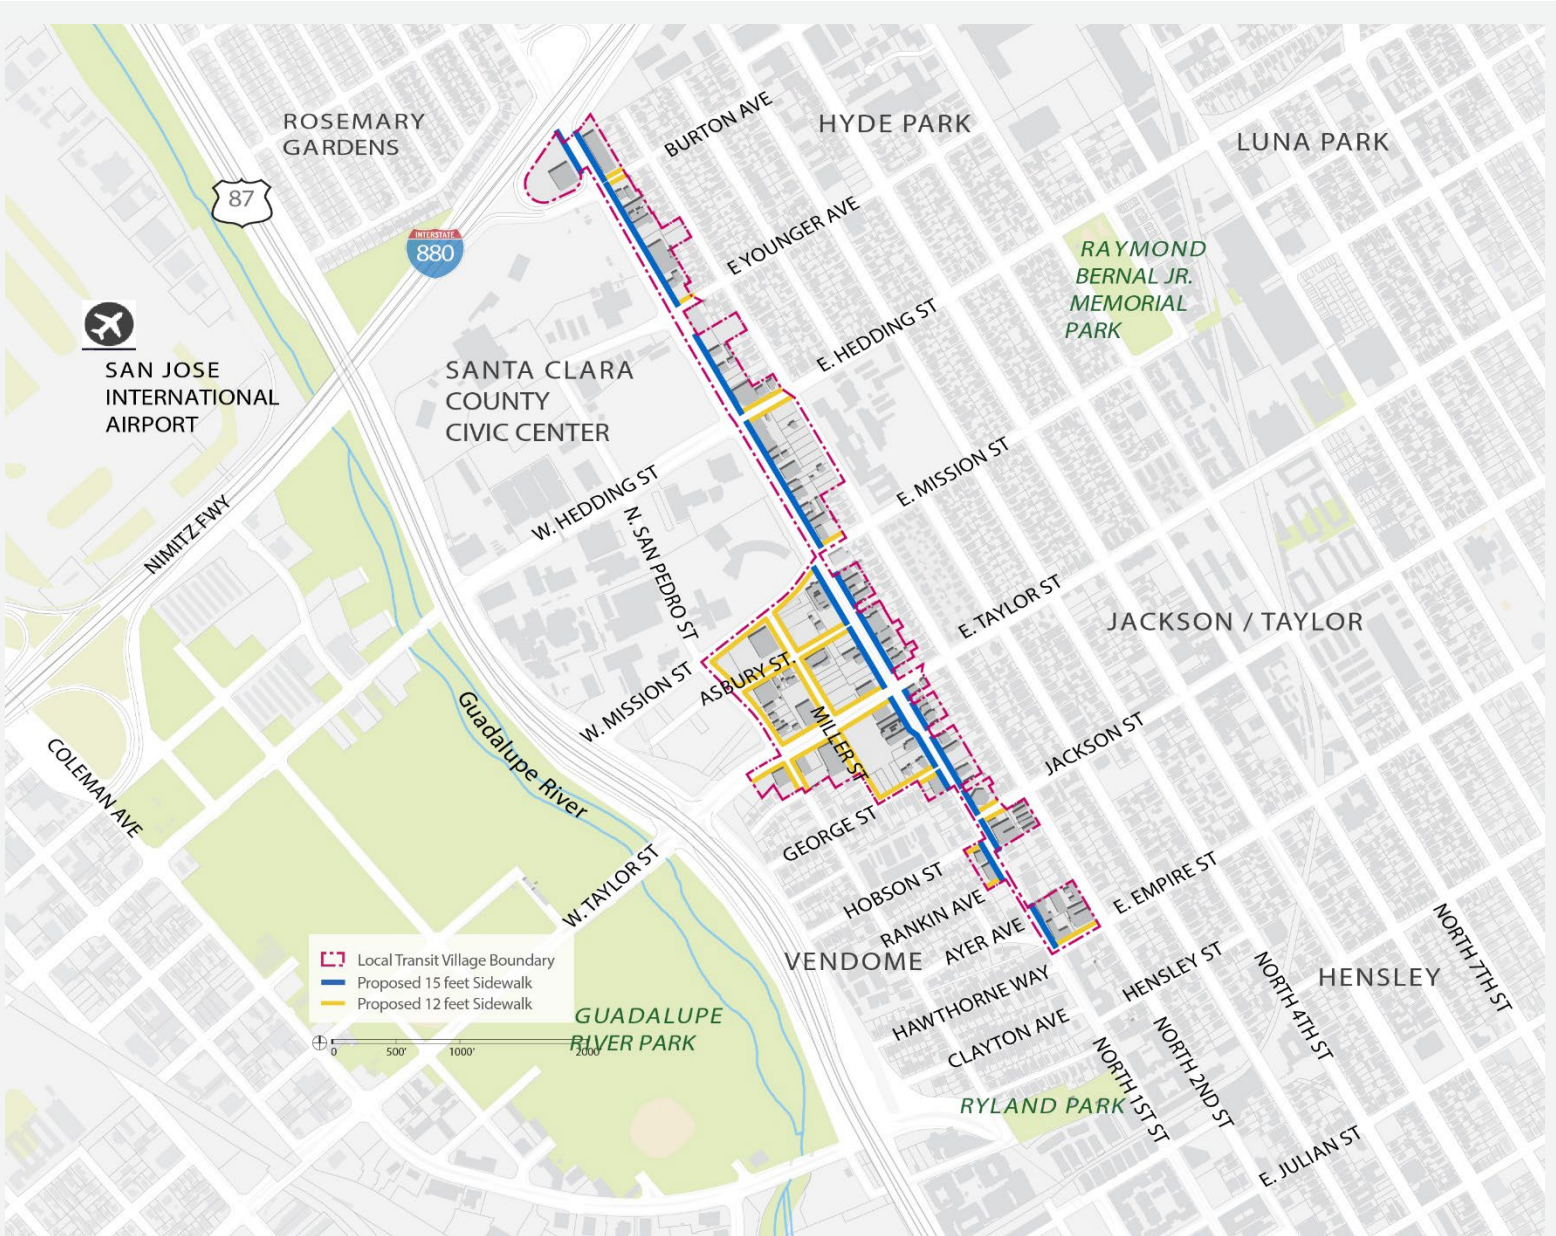 ROSEMARY
GARDENS
BURTON AVE
HYDE PARK
LUNA PARK
87
INTERSTATE
880
E YOUNGER AVE
RAYMOND
BERNAL JR.
MEMORIAL
PARK
E. HEDDING ST
SAN JOSE
INTERNATIONAL
AIRPORT
SANTA CLARA
COUNTY
CIVIC CENTER
E. MISSION ST
W. HEDDING ST
NIMITZ FWY
N. SAN PEDRO ST
E. TAYLOR ST
JACKSON / TAYLOR
ASBURY ST.
W. MISSION ST
MILLER ST
JACKSON ST
Guadalupe River
COLEMAN AVE
GEORGE ST
HOBSON ST
E. EMPIRE ST
W. TAYLOR ST
RANKIN AVE
AYER AVE
VENDOME
HENSLEY ST
HENSLEY
NORTH 7TH ST
NORTH 4TH ST
HAWTHORNE WAY
CLAYTON AVE
NORTH 2ND ST
NORTH 1ST ST
RYLAND PARK
E. JULIAN ST
Local Transit Village Boundary
Proposed 15 feet Sidewalk
Proposed 12 feet Sidewalk
GUADALUPE
RIVER PARK
0 500' 1000' 2000'